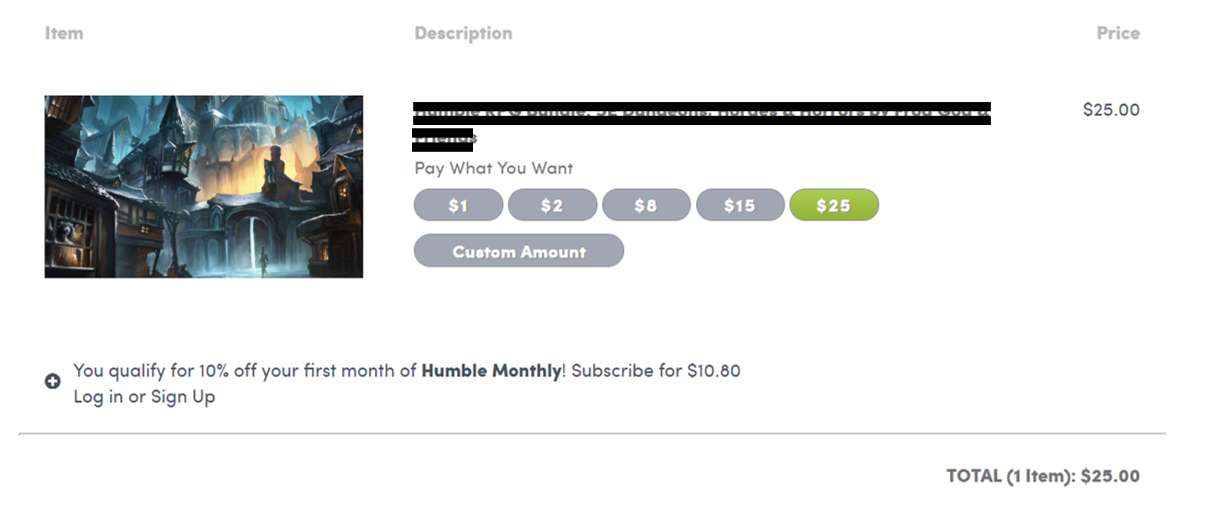 Item Description Price
$25.00
Pay What You Want
$1 $2 $8 $15 $25
Custom Amount
You qualify for 10% off your first month of Humble Monthly! Subscribe for $10.80
Log in or Sign Up
TOTAL (1 Item): $25.00